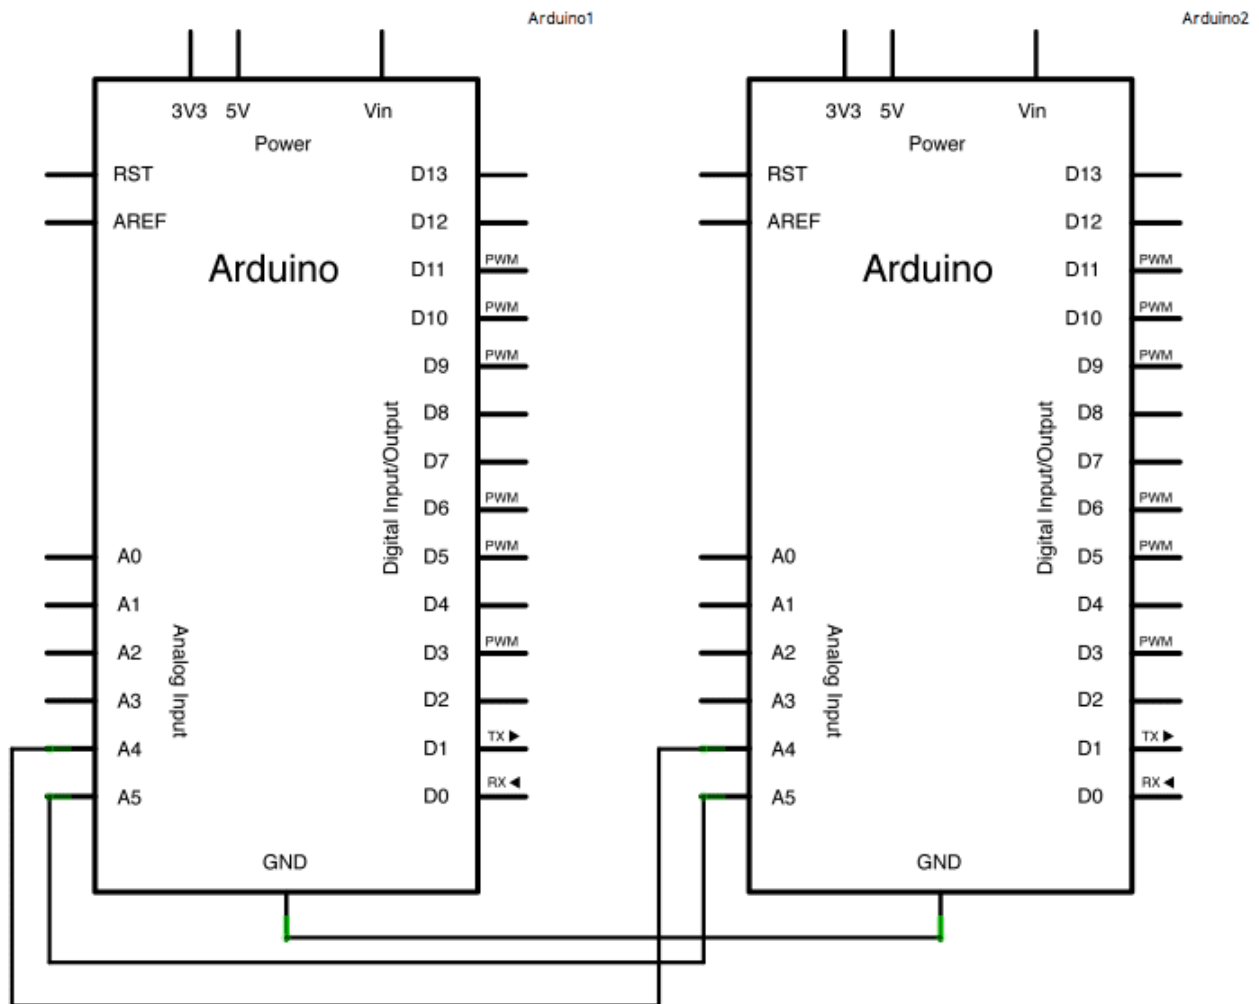 Arduino1
Arduino2
3V3 5V Vin
Power
RST
AREF
Arduino
D13
D12
D11 PWM
D10 PWM
D9 PWM
D8
D7
D6 PWM
D5 PWM
D4
D3 PWM
D2
D1 TX ▶
D0 RX ◀
Digital Input/Output
A0
A1
A2
A3
A4
A5
Analog Input
GND
3V3 5V Vin
Power
RST
AREF
Arduino
D13
D12
D11 PWM
D10 PWM
D9 PWM
D8
D7
D6 PWM
D5 PWM
D4
D3 PWM
D2
D1 TX ▶
D0 RX ◀
Digital Input/Output
A0
A1
A2
A3
A4
A5
Analog Input
GND